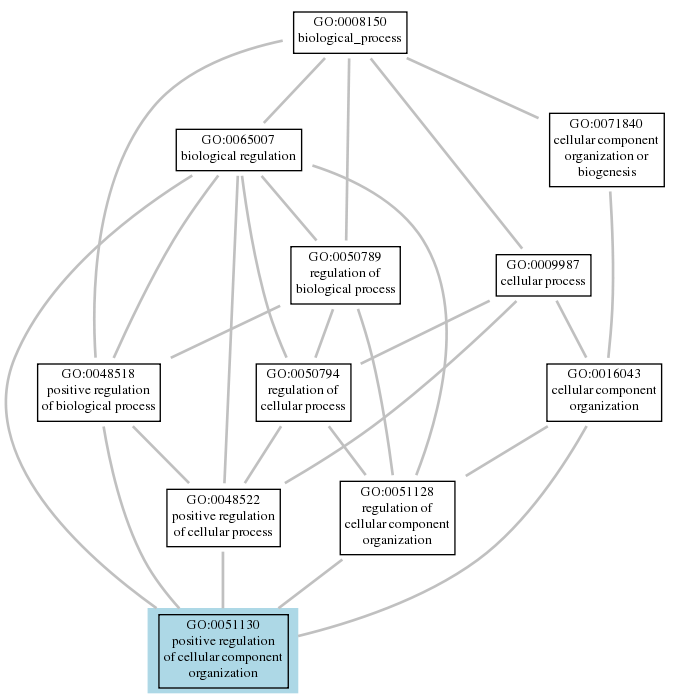 GO:0008150
biological_process
GO:0071840
cellular component
organization or
biogenesis
GO:0065007
biological regulation
GO:0050789
regulation of
biological process
GO:0009987
cellular process
GO:0048518
positive regulation
of biological process
GO:0050794
regulation of
cellular process
GO:0016043
cellular component
organization
GO:0048522
positive regulation
of cellular process
GO:0051128
regulation of
cellular component
organization
GO:0051130
positive regulation
of cellular component
organization